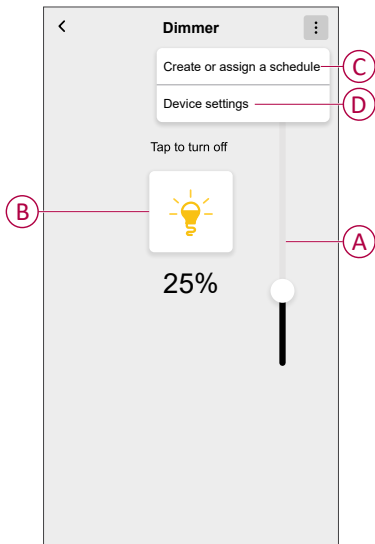 Dimmer
Create or assign a schedule
C
Device settings
D
Tap to turn off
B
A
25%